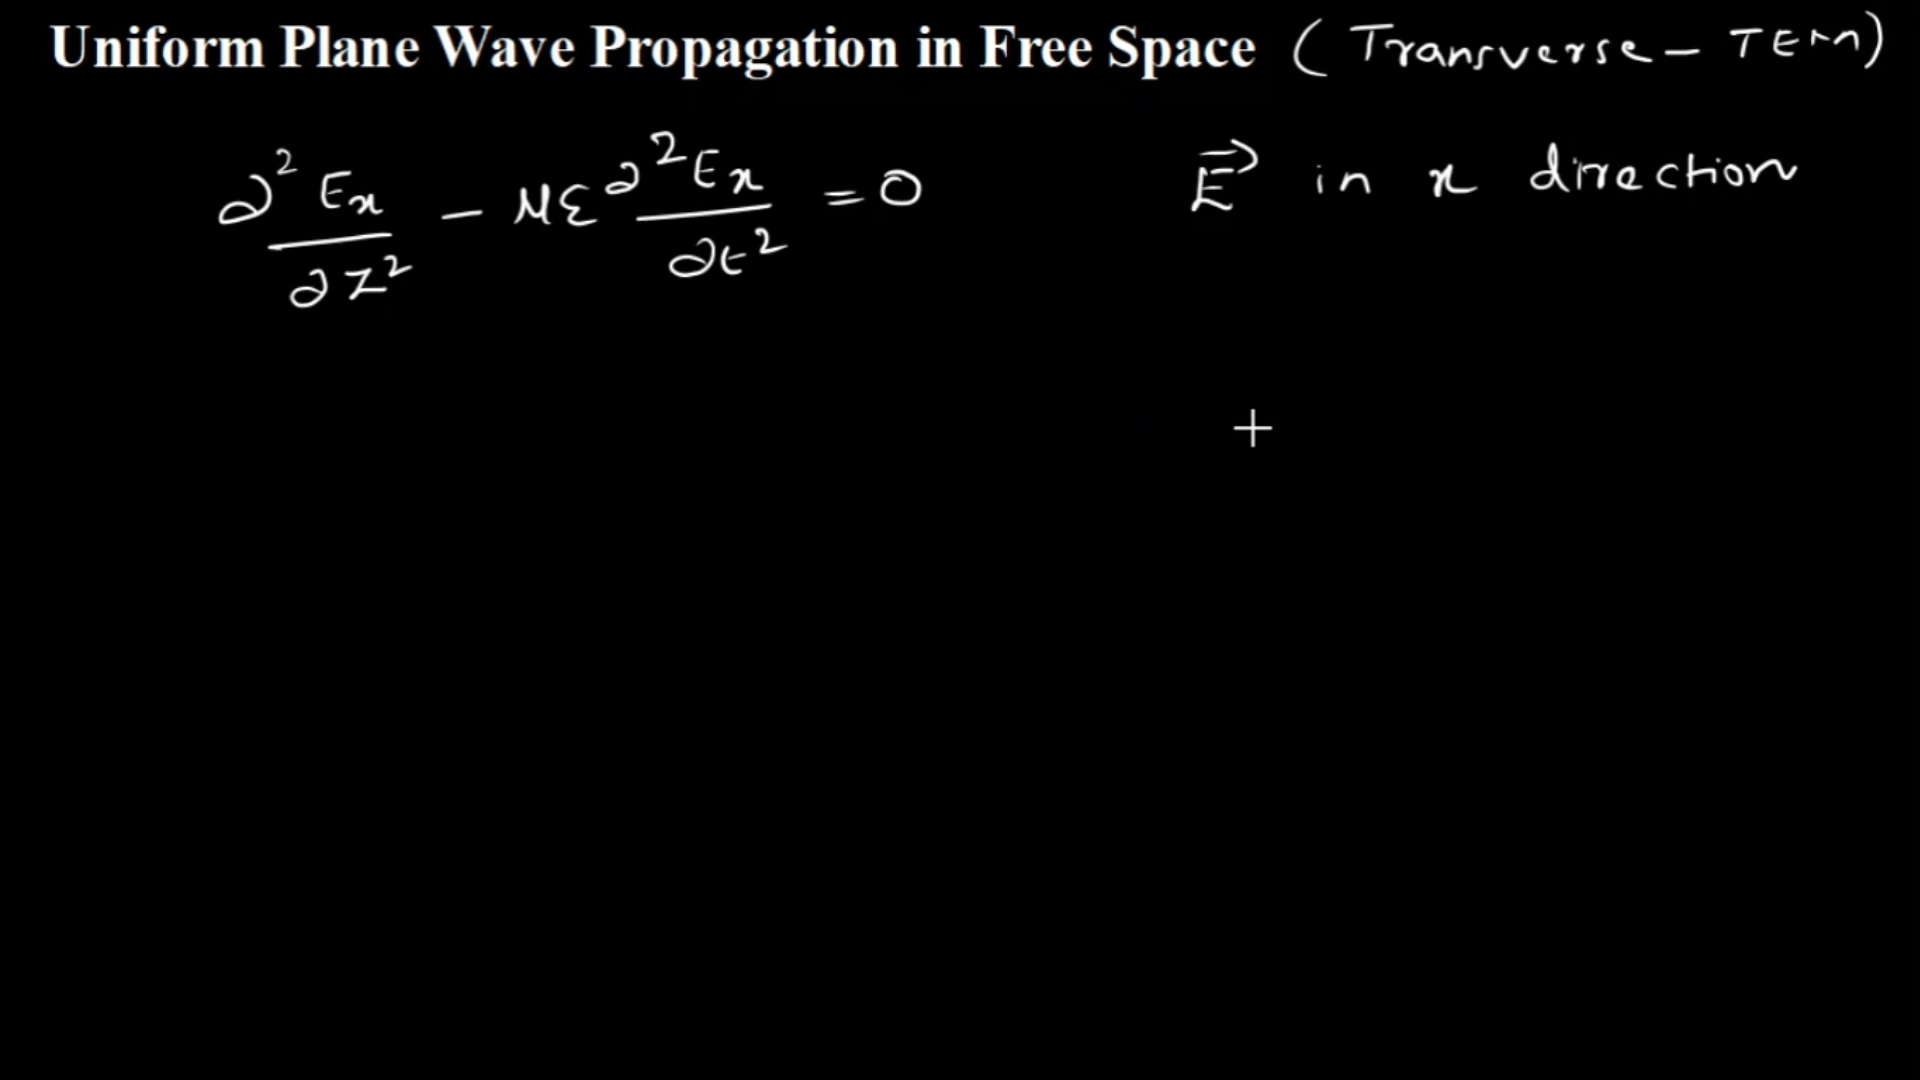 Uniform Plane Wave Propagation in Free Space (Transverse - TEM)
∂²Ex/∂z² - με ∂²Ex/∂t² = 0
E⃗ in x direction